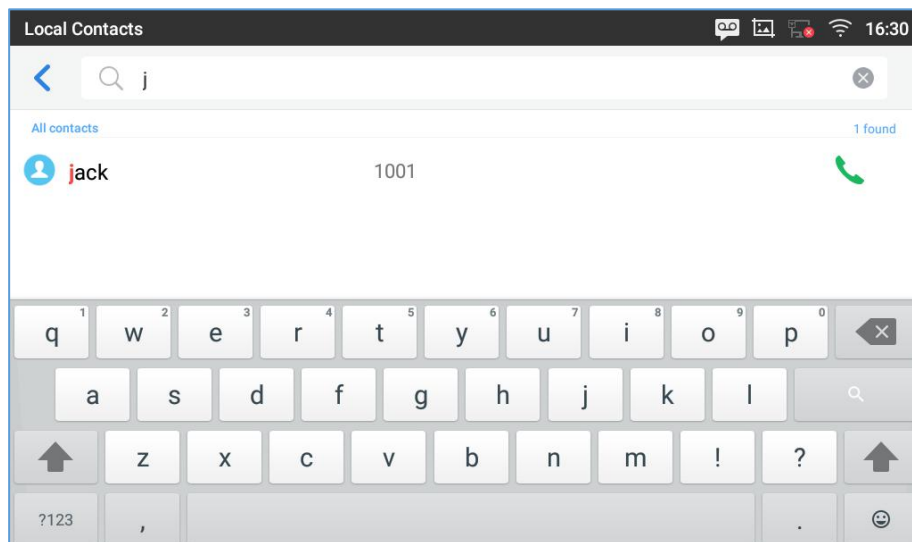 Local Contacts 16:30
j
All contacts 1 found
jack 1001
1 2 3 4 5 6 7 8 9 0
q w e r t y u i o p
a s d f g h j k l
z x c v b n m ! ?
?123 , .